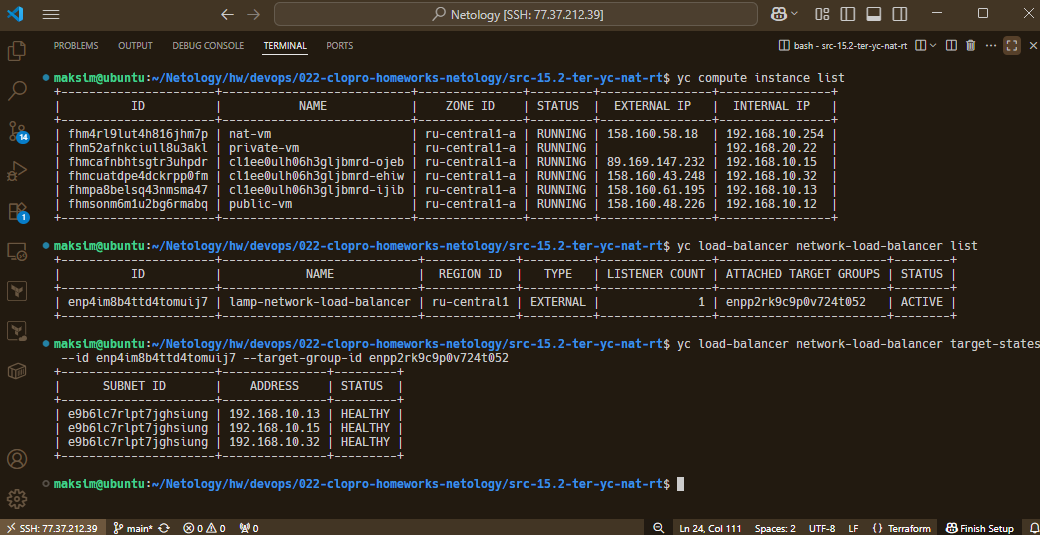 Netology [SSH: 77.37.212.39]
PROBLEMS OUTPUT DEBUG CONSOLE TERMINAL PORTS bash - src-15.2-ter-yc-nat-rt
maksim@ubuntu:~/Netology/hw/devops/022-clopro-homeworks-netology/src-15.2-ter-yc-nat-rt$ yc compute instance list
+----------------------+---------------------------+---------------+---------+----------------+----------------+
| ID | NAME | ZONE ID | STATUS | EXTERNAL IP | INTERNAL IP |
+----------------------+---------------------------+---------------+---------+----------------+----------------+
| fhm4rl9lut4h816jhm7p | nat-vm | ru-central1-a | RUNNING | 158.160.58.18 | 192.168.10.254 |
| fhm52afnkciull8u3akl | private-vm | ru-central1-a | RUNNING | | 192.168.20.22 |
| fhmcafnbhtsgtr3uhpdr | cl1ee0ulh06h3gljbmrd-ojeb | ru-central1-a | RUNNING | 89.169.147.232 | 192.168.10.15 |
| fhmcuatdpe4dckrpp0fm | cl1ee0ulh06h3gljbmrd-ehiw | ru-central1-a | RUNNING | 158.160.43.248 | 192.168.10.32 |
| fhmpa8belsq43nmsma47 | cl1ee0ulh06h3gljbmrd-ijib | ru-central1-a | RUNNING | 158.160.61.195 | 192.168.10.13 |
| fhmsonm6m1u2bg6rmabq | public-vm | ru-central1-a | RUNNING | 158.160.48.226 | 192.168.10.12 |
+----------------------+---------------------------+---------------+---------+----------------+----------------+
maksim@ubuntu:~/Netology/hw/devops/022-clopro-homeworks-netology/src-15.2-ter-yc-nat-rt$ yc load-balancer network-load-balancer list
+----------------------+----------------------------+-------------+----------+----------------+------------------------+--------+
| ID | NAME | REGION ID | TYPE | LISTENER COUNT | ATTACHED TARGET GROUPS | STATUS |
+----------------------+----------------------------+-------------+----------+----------------+------------------------+--------+
| enp4im8b4ttd4tomuij7 | lamp-network-load-balancer | ru-central1 | EXTERNAL | 1 | enpp2rk9c9p0v724t052 | ACTIVE |
+----------------------+----------------------------+-------------+----------+----------------+------------------------+--------+
maksim@ubuntu:~/Netology/hw/devops/022-clopro-homeworks-netology/src-15.2-ter-yc-nat-rt$ yc load-balancer network-load-balancer target-states
--id enp4im8b4ttd4tomuij7 --target-group-id enpp2rk9c9p0v724t052
+----------------------+---------------+---------+
| SUBNET ID | ADDRESS | STATUS |
+----------------------+---------------+---------+
| e9b6lc7rlpt7jghsiung | 192.168.10.13 | HEALTHY |
| e9b6lc7rlpt7jghsiung | 192.168.10.15 | HEALTHY |
| e9b6lc7rlpt7jghsiung | 192.168.10.32 | HEALTHY |
+----------------------+---------------+---------+
maksim@ubuntu:~/Netology/hw/devops/022-clopro-homeworks-netology/src-15.2-ter-yc-nat-rt$
14
1
SSH: 77.37.212.39 main* 0 0 0 Ln 24, Col 111 Spaces: 2 UTF-8 LF {} Terraform Finish Setup